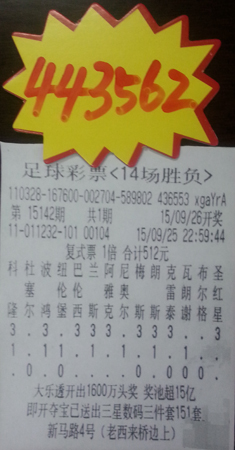 443562
足球彩票<14场胜负>
110328-167600-002704-589802 436553 xgaYrA
第 15142期 共1期 15/09/26开奖
11-011232-101 00104 15/09/25 22:59:44
复式票 1倍 合计512元
科杜波纽巴兰阿尼梅朗克瓦布圣
塞 伦伦 雅奥 雷朗尔红
隆尔鸿堡西斯克尔斯斯泰谢格星
3 . 3 . 3 3 3 3 . . 3 . . .
1 . 1 1 . 1 1 . 1 . . 1 .
. 0 . . 0 . . . 0 . 0 0 0 .
大乐透开出1600万头奖 奖池超15亿
即开夺宝已送出三星数码三件套151套
新马路4号 (老西来桥边上)